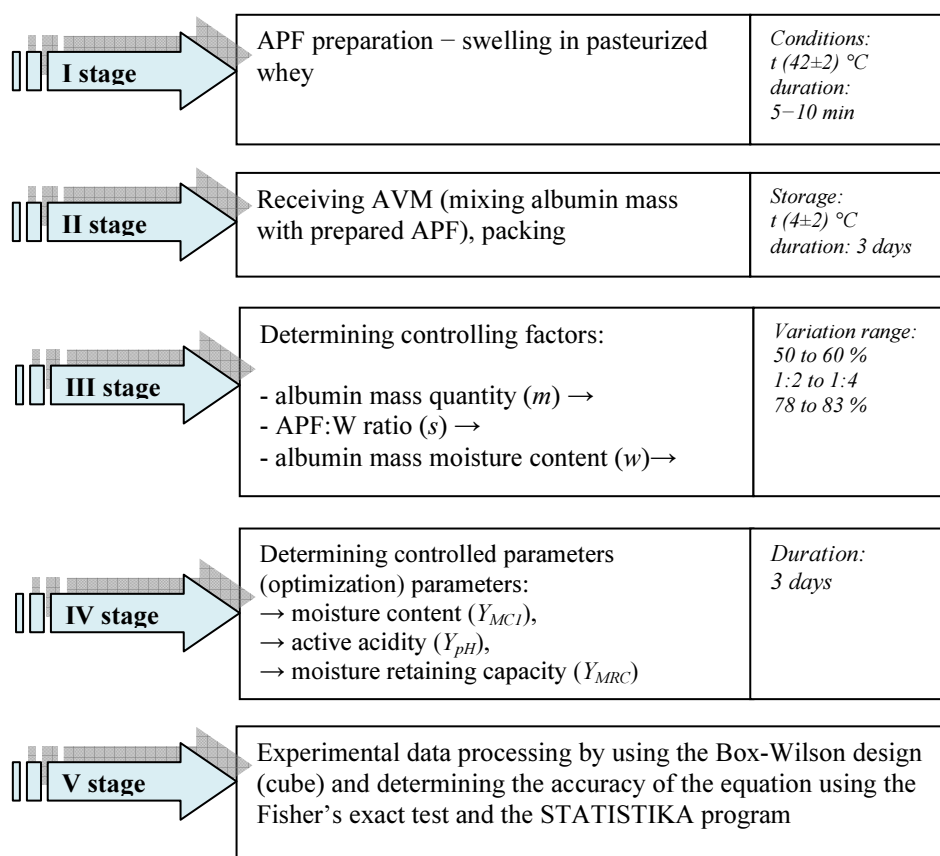 I stage
APF preparation − swelling in pasteurized
whey
Conditions:
t (42±2) °C
duration:
5−10 min
II stage
Receiving AVM (mixing albumin mass
with prepared APF), packing
Storage:
t (4±2) °C
duration: 3 days
III stage
Determining controlling factors:
- albumin mass quantity (m) →
- APF:W ratio (s) →
- albumin mass moisture content (w)→
Variation range:
50 to 60 %
1:2 to 1:4
78 to 83 %
IV stage
Determining controlled parameters
(optimization) parameters:
→ moisture content (Y_MC1),
→ active acidity (Y_pH),
→ moisture retaining capacity (Y_MRC)
Duration:
3 days
V stage
Experimental data processing by using the Box-Wilson design
(cube) and determining the accuracy of the equation using the
Fisher’s exact test and the STATISTIKA program